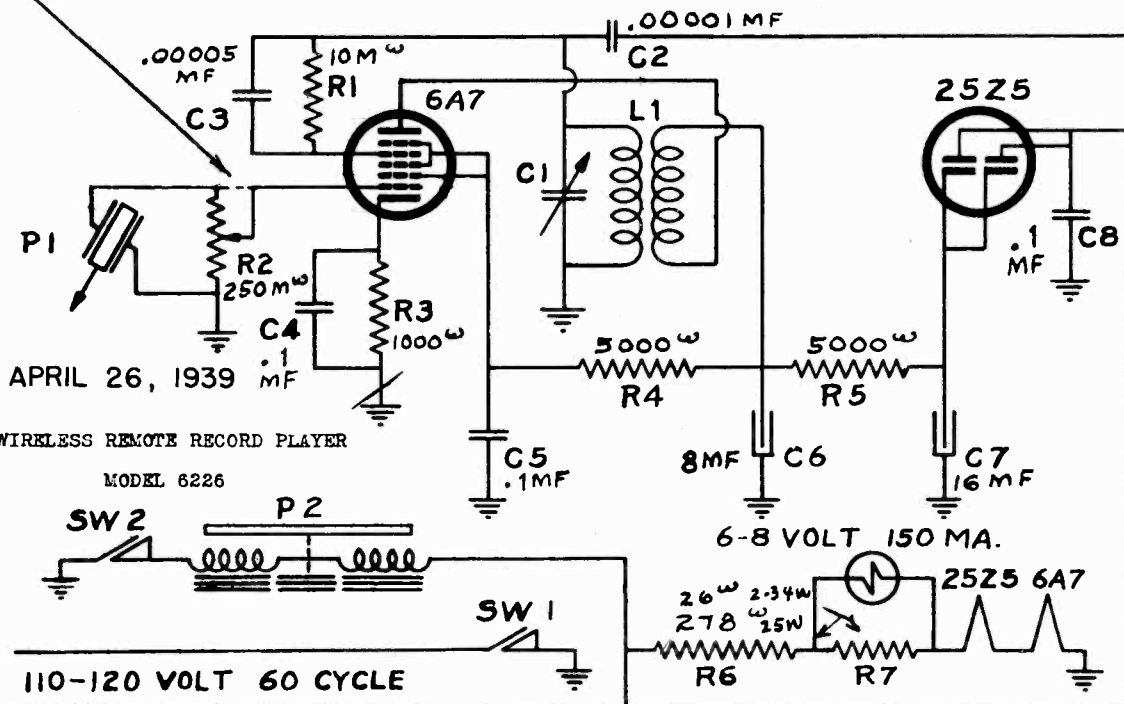 .00001 MF
C2
.00005
MF
C3
10 M ω
R1
6A7
L1
25Z5
C1
C8
.1
MF
P1
R2
250 M ω
C4
.1
MF
R3
1000 ω
5000 ω
R4
5000 ω
R5
APRIL 26, 1939
WIRELESS REMOTE RECORD PLAYER
MODEL 6226
C5
.1MF
8MF C6
C7
16 MF
SW 2
P 2
6-8 VOLT 150 MA.
25Z5 6A7
26 ω 2.34W
278 ω 25W
R6
R7
SW 1
110-120 VOLT 60 CYCLE